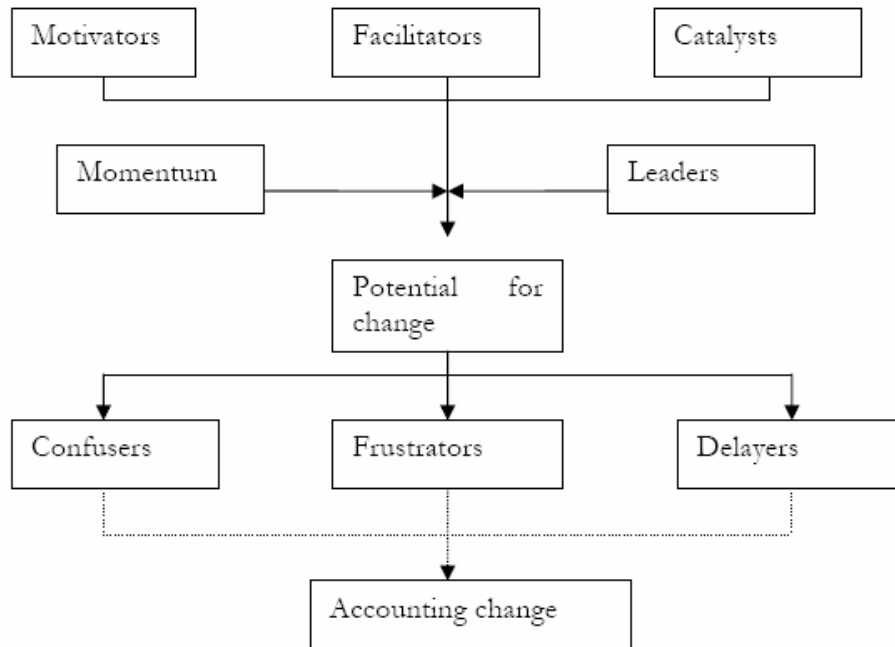 Motivators
Facilitators
Catalysts
Momentum
Leaders
Potential for
change
Confusers
Frustrators
Delayers
Accounting change